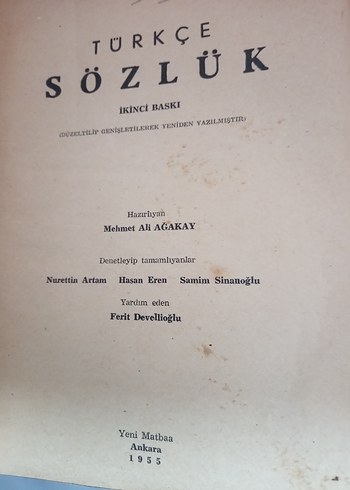 TÜRKÇE
SÖZLÜK
İKİNCİ BASKI
(DÜZELTİLİP GENİŞLETİLEREK YENİDEN YAZILMIŞTIR)
Hazırlıyan
Mehmet Ali AĞAKAY
Denetleyip tamamlıyanlar
Nurettin Artam Hasan Eren Samim Sinanoğlu
Yardım eden
Ferit Devellioğlu
Yeni Matbaa
Ankara
1955